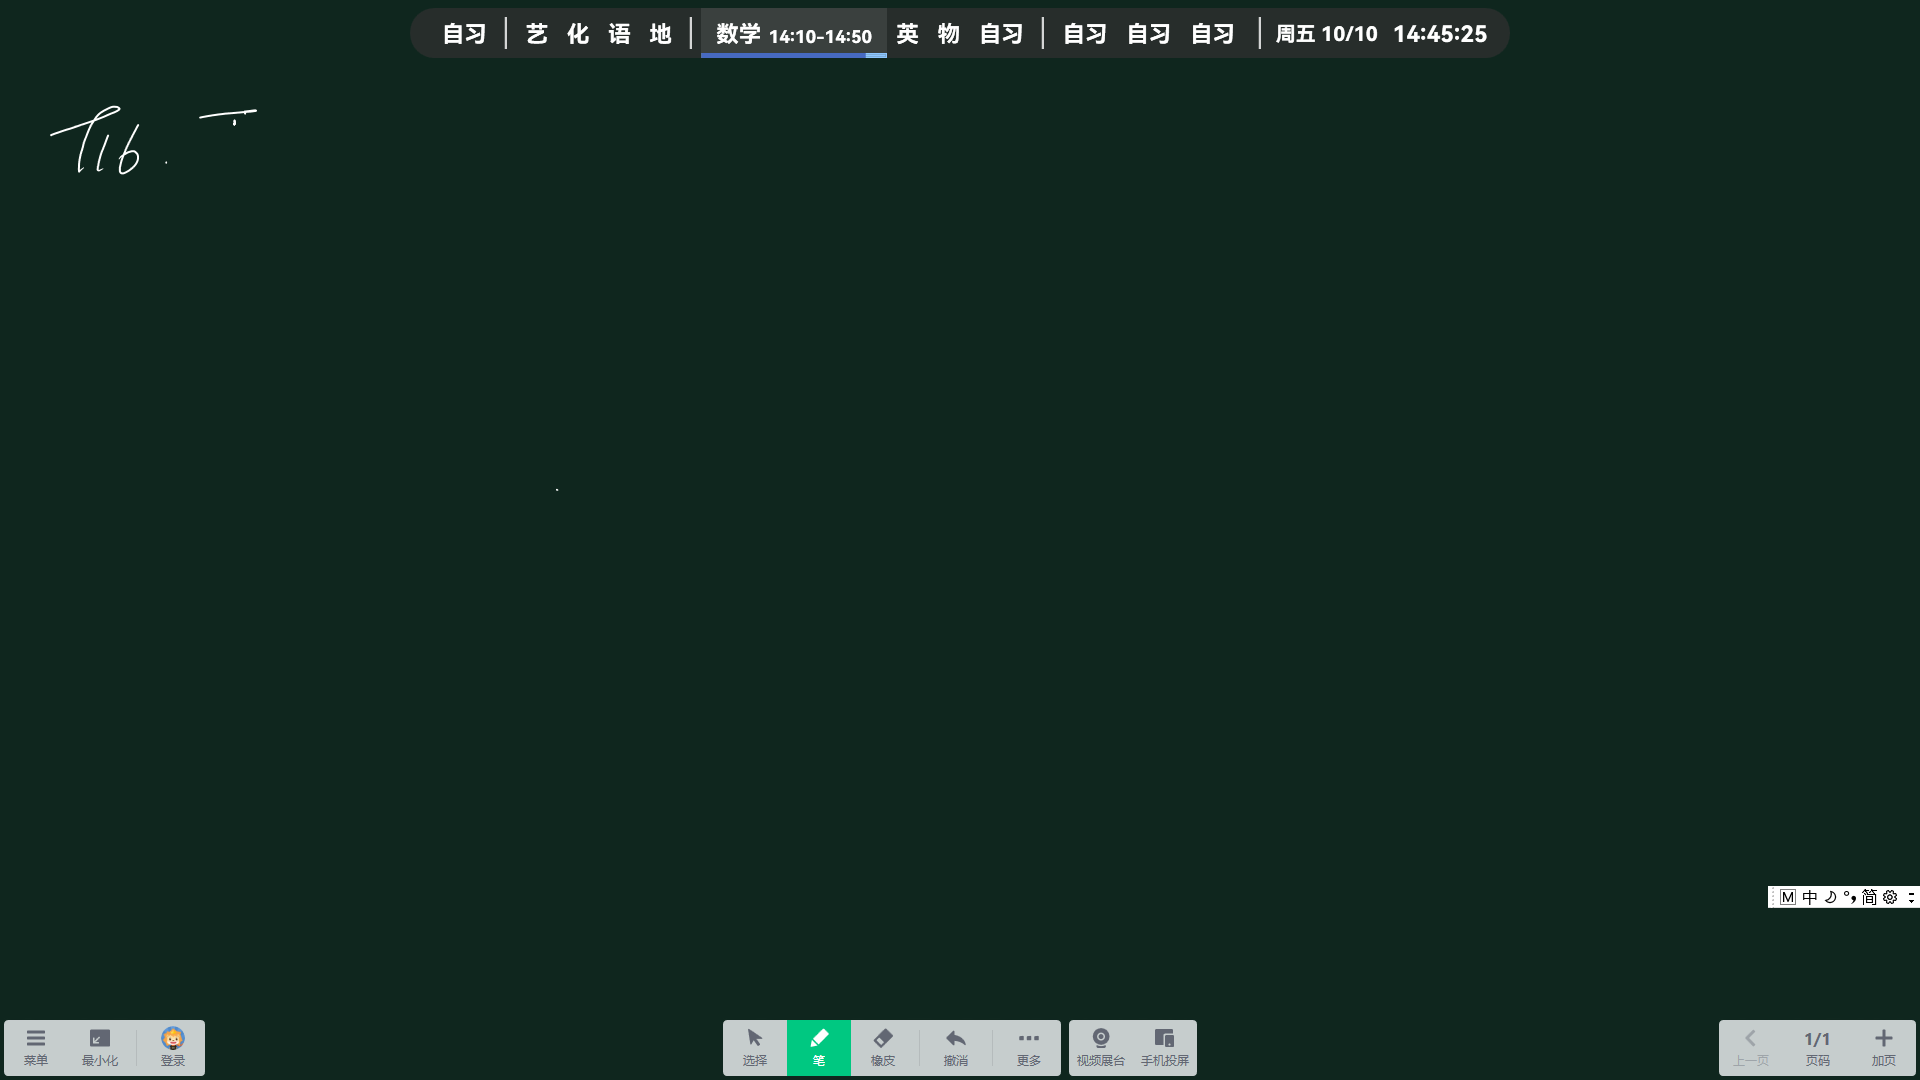 自习 艺 化 语 地 数学 14:10-14:50 英 物 自习 自习 自习 自习 周五 10/10 14:45:25
T16.
M 中 简
菜单 最小化 登录 选择 笔 橡皮 撤消 更多 视频展台 手机投屏 上一页 1/1 页码 加页